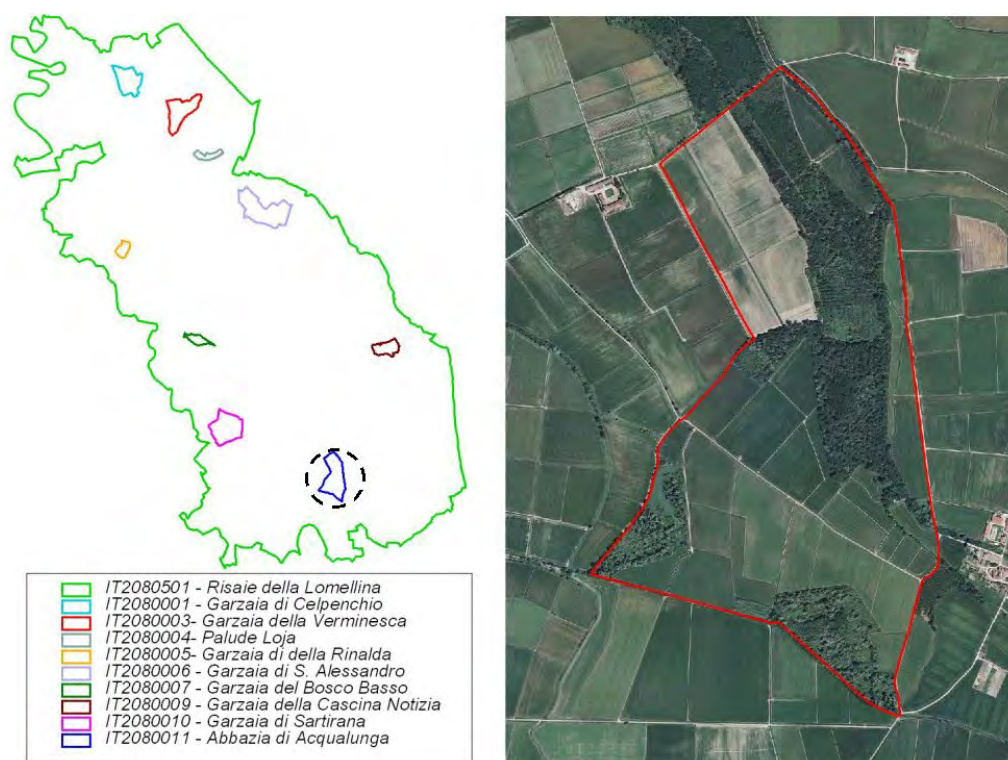 IT2080501 - Risaie della Lomellina
IT2080001 - Garzaia di Celpenchio
IT2080003- Garzaia della Verminesca
IT2080004- Palude Loja
IT2080005- Garzaia di della Rinalda
IT2080006 - Garzaia di S. Alessandro
IT2080007 - Garzaia del Bosco Basso
IT2080009 - Garzaia della Cascina Notizia
IT2080010 - Garzaia di Sartirana
IT2080011 - Abbazia di Acqualunga